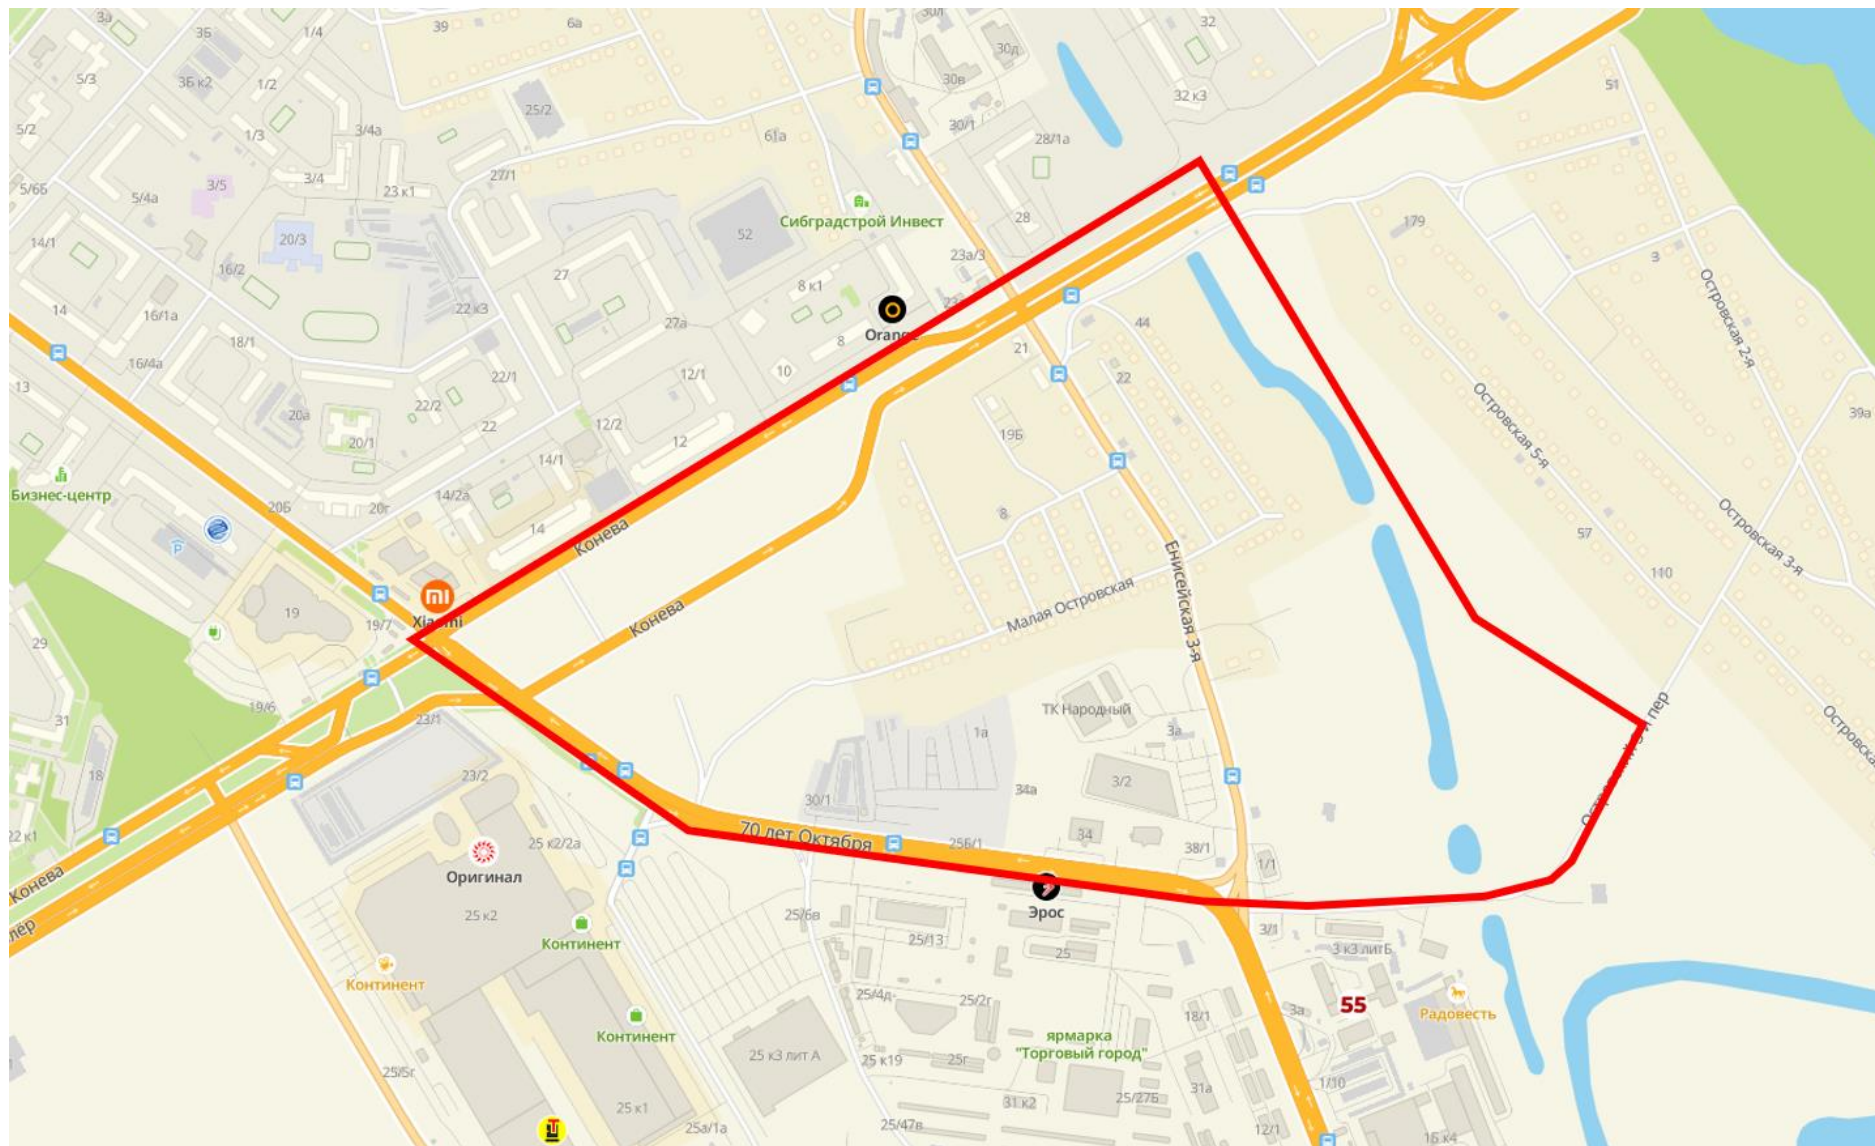 3а
3Б
1/4
39
6а
30л
32
30д
5/3
3Б к2
1/2
25/2
30в
32 к3
51
5/2
1/3
3/4а
61а
30/1
28/1а
5/6Б
5/4а
3/5
3/4
23 к1
27/1
Сибградстрой Инвест
28
179
14/1
20/3
52
16/2
27
23а/3
3
Островская 2-я
8 к1
14
16/1а
22 к3
27а
Orange
44
18/1
8
21
16/4а
22/1
12/1
10
22
13
22/2
39а
20а
22
12/2
12
19Б
Островская 5-я
20/1
14/1
Бизнес-центр
14/2а
20Б
20г
14
Конева
8
57
Островская 3-я
110
Енисейская 3-я
Малая Островская
Конева
19
19/7
Xiaomi
29
19/6
31
23/1
ТК Народный
1а
3а
18
23/2
3/2
30/1
34а
22 к1
70 лет Октября
25Б/1
34
38/1
1/1
25 к2/2а
Конева
Оригинал
25 к2
25/6в
Эрос
25/13
25
3/1
3 к3 литБ
Континент
Континент
25/4д
25/2г
55
Радовесть
3а
18/1
Континент
ярмарка
"Торговый город"
25 к3 лит А
25 к19
25г
25/5г
31а
1/10
25 к1
31 к2
25/27Б
25а/1а
25/47в
12/1
1Б к4